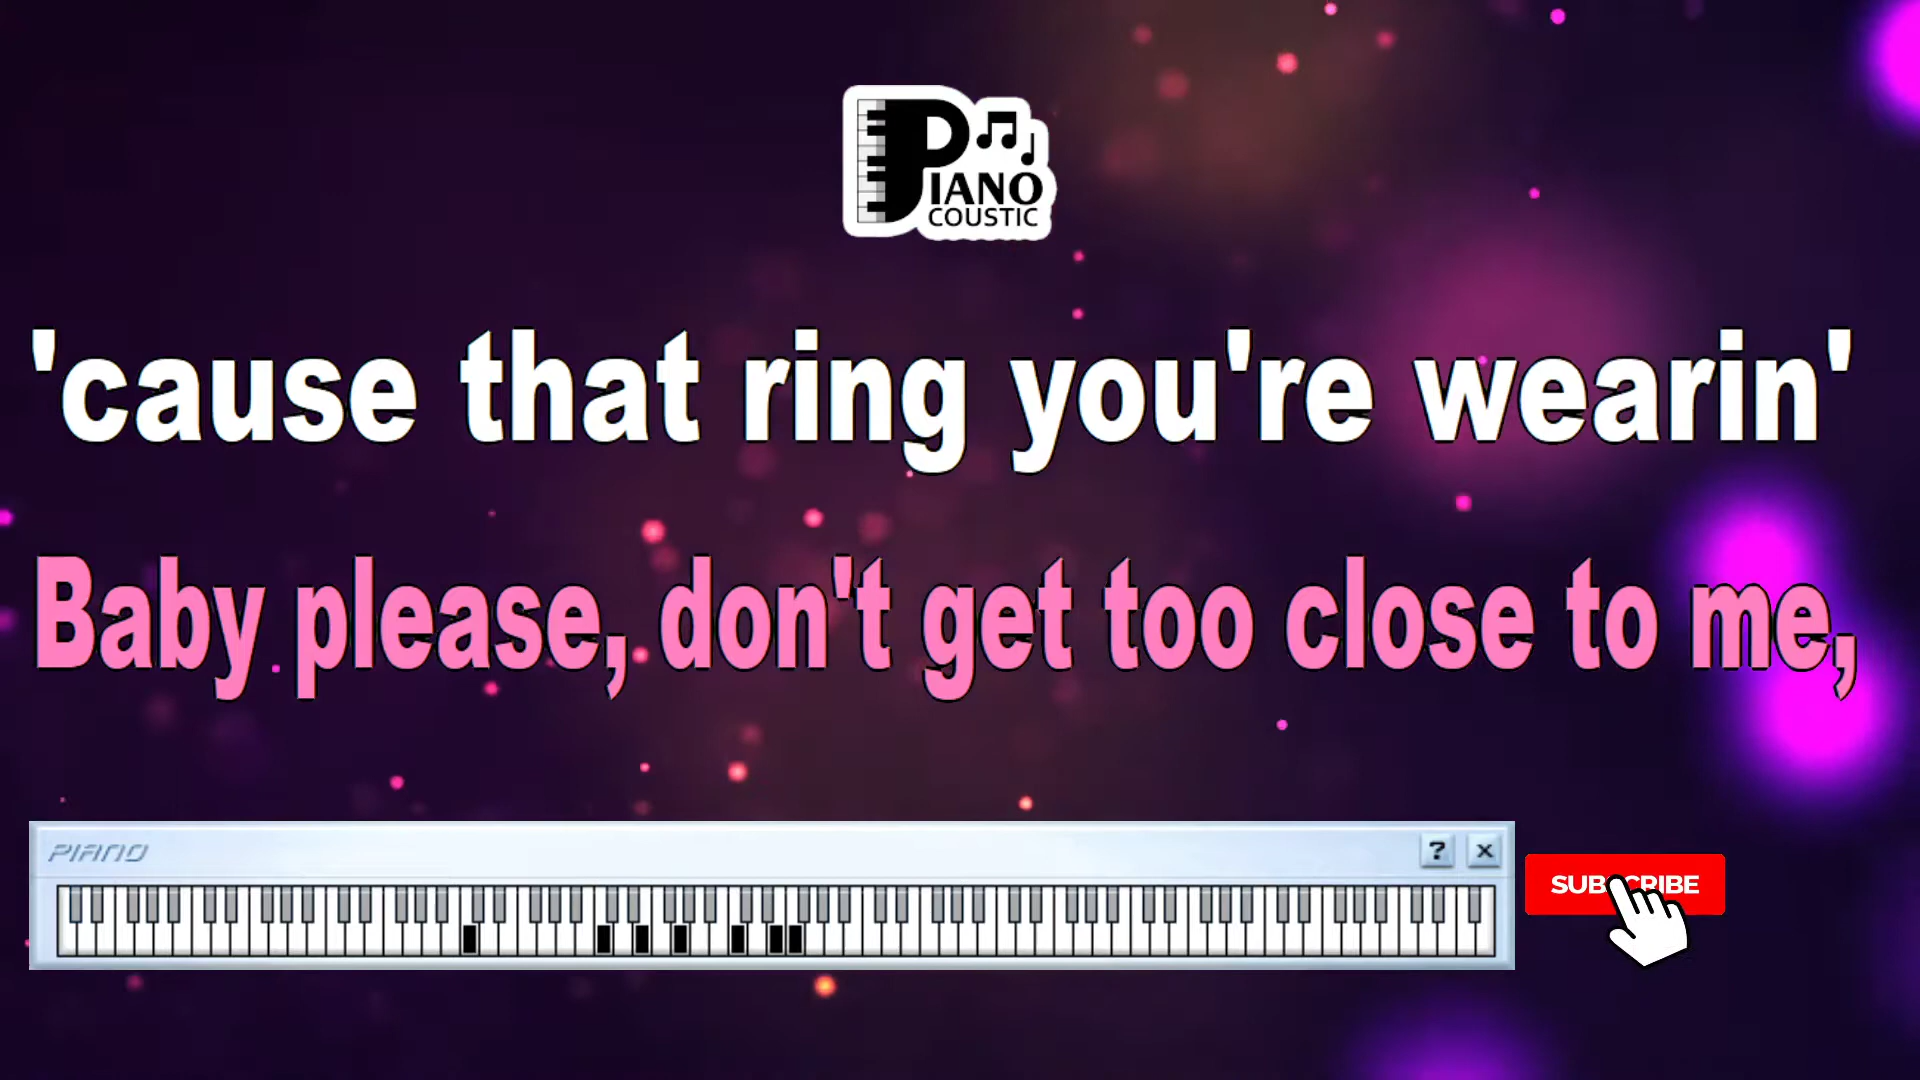 PIANO
COUSTIC
'cause that ring you're wearin'
Baby please, don't get too close to me,
PIANO
?
x
SUBSCRIBE